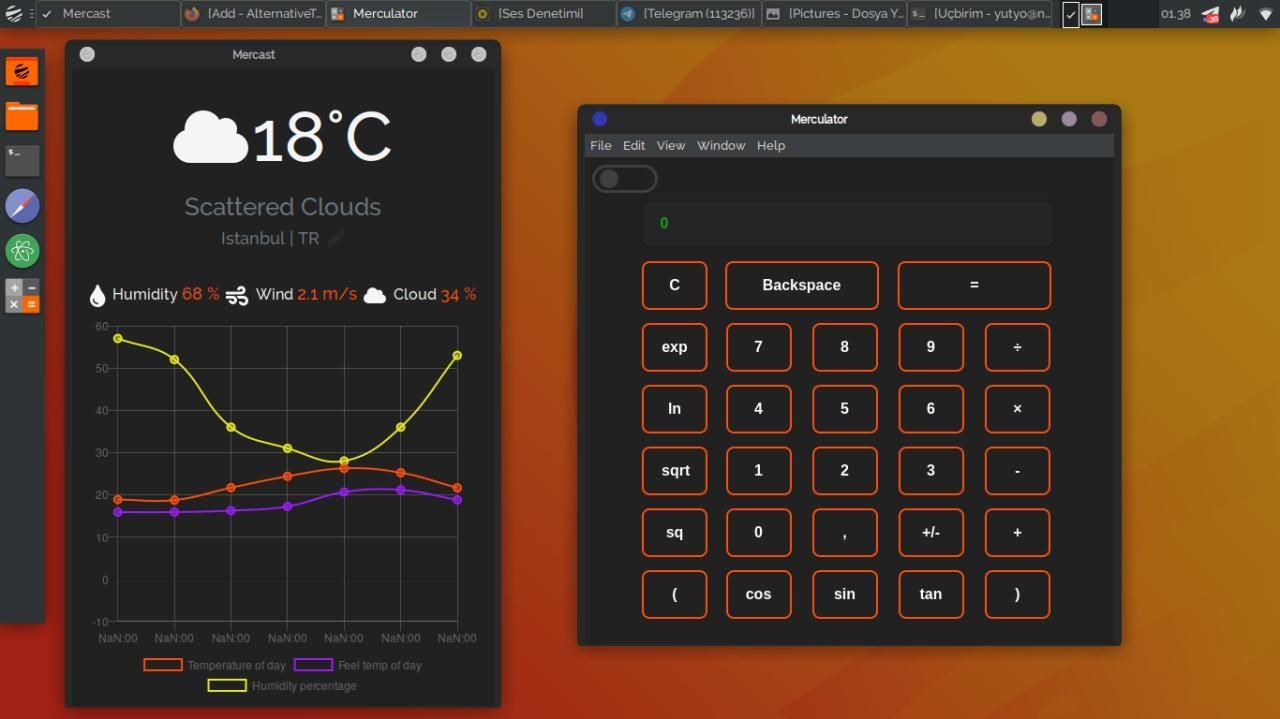 Mercast
[Add - AlternativeT...
Merculator
[Ses Denetimi]
[Telegram (113236)]
[Pictures - Dosya Y...
[Uçbirim - yutyo@n...
01.38
Mercast
18°C
Scattered Clouds
Istanbul | TR
Humidity 68 % Wind 2.1 m/s Cloud 34 %
60
50
40
30
20
10
0
-10
NaN:00 NaN:00 NaN:00 NaN:00 NaN:00 NaN:00 NaN:00
Temperature of day Feel temp of day
Humidity percentage
Merculator
File Edit View Window Help
0
C Backspace =
exp 7 8 9 ÷
ln 4 5 6 ×
sqrt 1 2 3 -
sq 0 , +/- +
( cos sin tan )